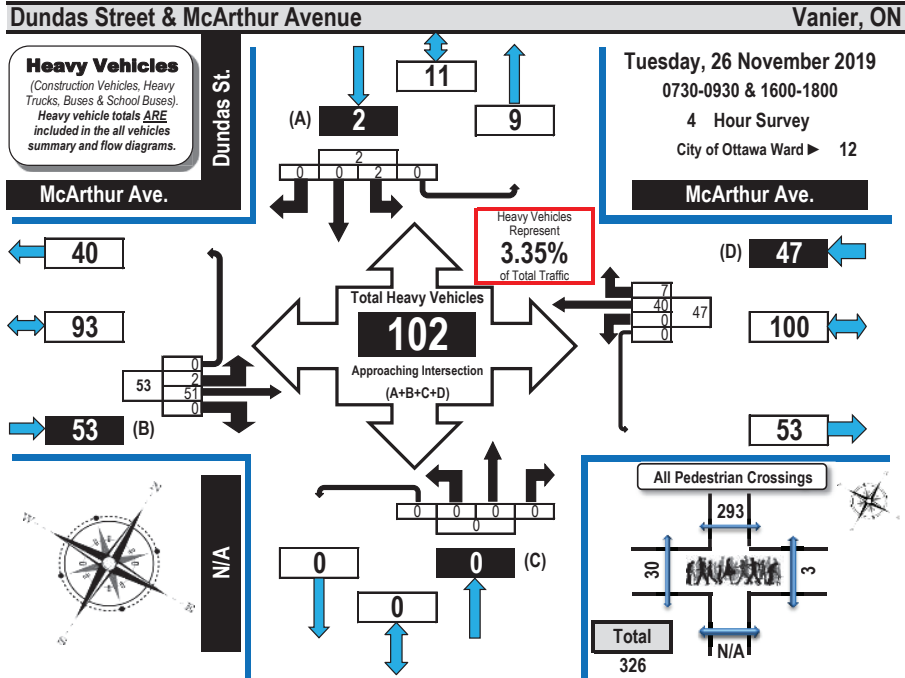 Dundas Street & McArthur Avenue
Vanier, ON
Heavy Vehicles
(Construction Vehicles, Heavy
Trucks, Buses & School Buses).
Heavy vehicle totals ARE
included in the all vehicles
summary and flow diagrams.
Dundas St.
McArthur Ave.
11
(A) 2
9
2
0 0 2 0
Tuesday, 26 November 2019
0730-0930 & 1600-1800
4 Hour Survey
City of Ottawa Ward ► 12
McArthur Ave.
Heavy Vehicles
Represent
3.35%
of Total Traffic
40
93
53
0
2
51
0
53 (B)
Total Heavy Vehicles
102
Approaching Intersection
(A+B+C+D)
(D) 47
7
40
0
0
47
100
53
N/A
N
E
S
W
0 0 0 0
0
0
0 (C)
0
All Pedestrian Crossings
293
30
3
N/A
Total
326